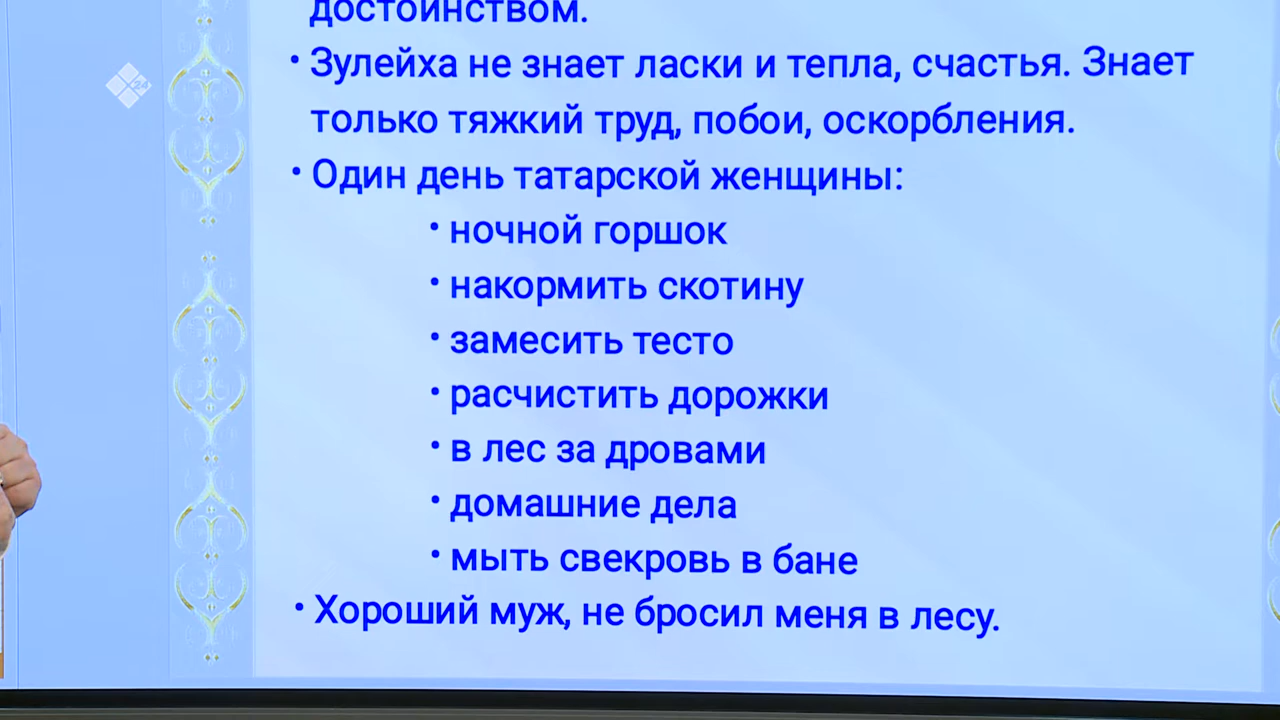 достоинством.
• Зулейха не знает ласки и тепла, счастья. Знает
только тяжкий труд, побои, оскорбления.
• Один день татарской женщины:
• ночной горшок
• накормить скотину
• замесить тесто
• расчистить дорожки
• в лес за дровами
• домашние дела
• мыть свекровь в бане
• Хороший муж, не бросил меня в лесу.
24